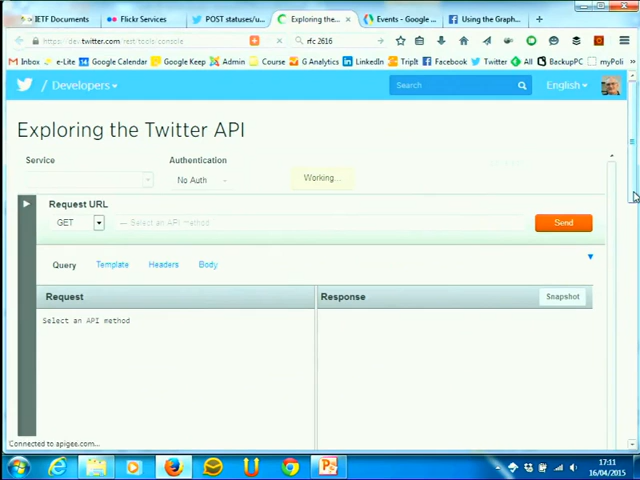 IETF Documents
Flickr Services
POST statuses/u...
Exploring the...
Events - Google ...
Using the Graph...
twitter.com
rfc 2616
Inbox
e-Lite
Google Calendar
Google Keep
Admin
Course
G Analytics
LinkedIn
TripIt
Facebook
Twitter
All
BackupPC
myPoli
»
/ Developers
Search
English
Exploring the Twitter API
Service
Authentication
No Auth
Working...
Request URL
GET
— Select an API method
Send
Query
Template
Headers
Body
Request
Response
Snapshot
Select an API method
Connected to apigee.com...
17:11
16/04/2015